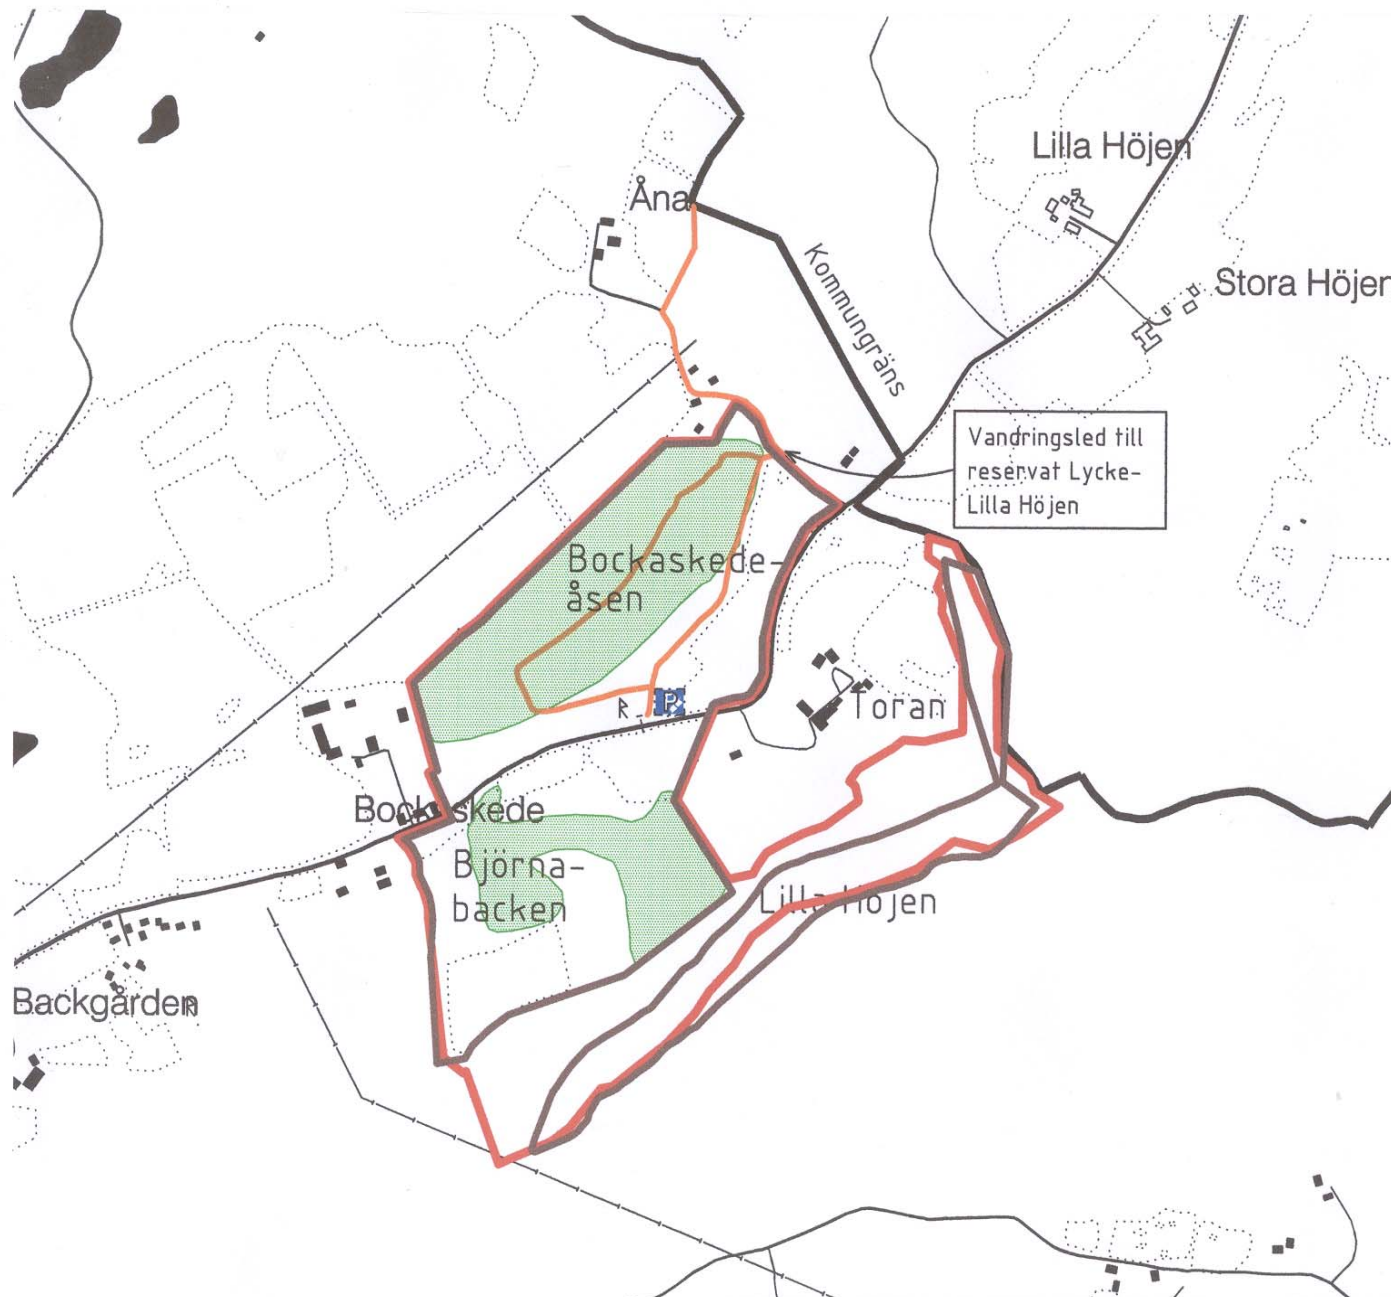 Lilla Höjen
Åna
Kommungräns
Stora Höjer
Vandringsled till
reservat Lycke-
Lilla Höjen
Bockaskede-
åsen
P
R
Toran
Bockaskede
Björna-
backen
Lilla Höjen
Backgården
R